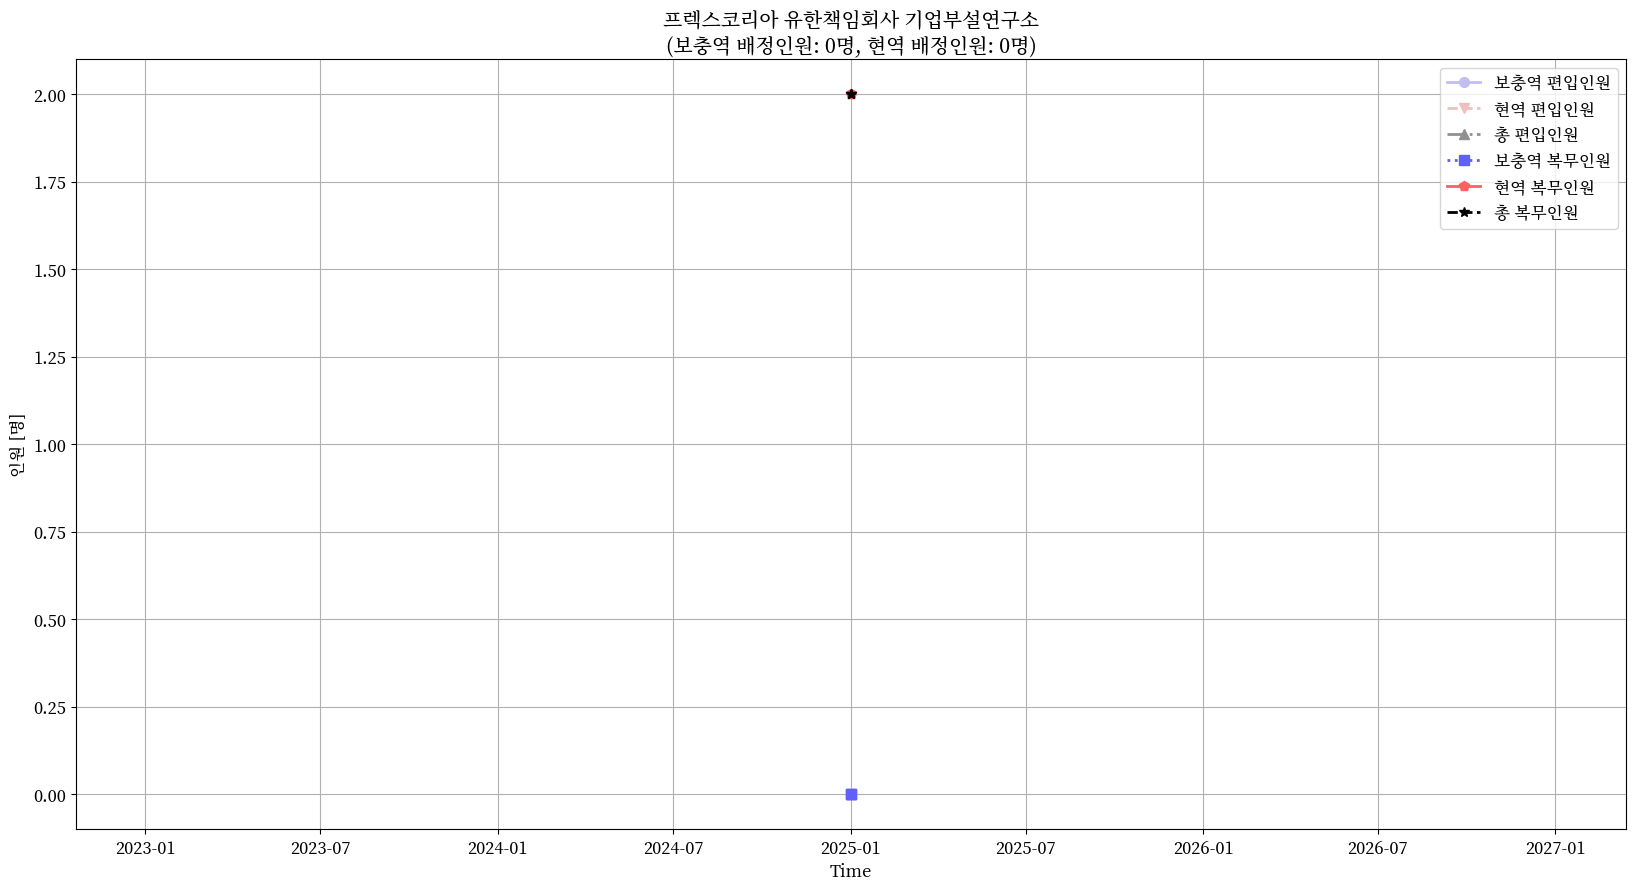 프렉스코리아 유한책임회사 기업부설연구소
(보충역 배정인원: 0명, 현역 배정인원: 0명)
보충역 편입인원
현역 편입인원
총 편입인원
보충역 복무인원
현역 복무인원
총 복무인원
인원 [명]
2.00
1.75
1.50
1.25
1.00
0.75
0.50
0.25
0.00
2023-01
2023-07
2024-01
2024-07
2025-01
2025-07
2026-01
2026-07
2027-01
Time